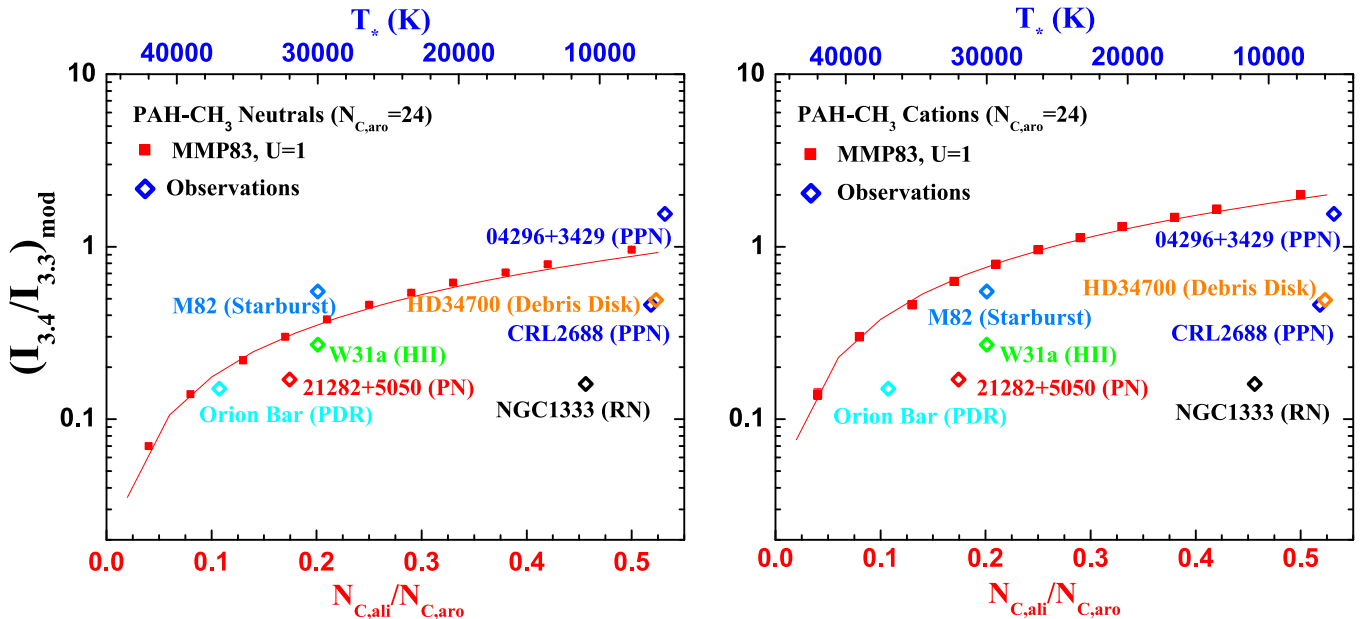 T* (K)
40000 30000 20000 10000
10
1
0.1
(I3.4/I3.3)mod
PAH-CH3 Neutrals (NC,aro=24)
MMP83, U=1
Observations
04296+3429 (PPN)
M82 (Starburst)
HD34700 (Debris Disk)
CRL2688 (PPN)
W31a (HII)
21282+5050 (PN)
Orion Bar (PDR)
NGC1333 (RN)
0.0 0.1 0.2 0.3 0.4 0.5
NC,ali/NC,aro
T* (K)
40000 30000 20000 10000
10
1
0.1
PAH-CH3 Cations (NC,aro=24)
MMP83, U=1
Observations
04296+3429 (PPN)
HD34700 (Debris Disk)
M82 (Starburst)
CRL2688 (PPN)
W31a (HII)
21282+5050 (PN)
Orion Bar (PDR)
NGC1333 (RN)
0.0 0.1 0.2 0.3 0.4 0.5
NC,ali/NC,aro